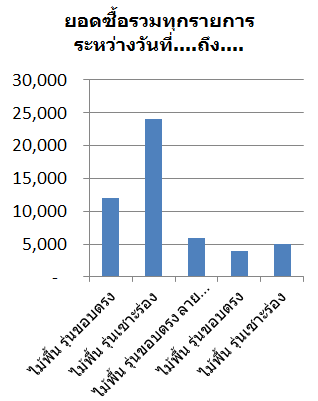 ยอดซื้อรวมทุกรายการ
ระหว่างวันที่....ถึง....
30,000
25,000
20,000
15,000
10,000
5,000
-
ไม้พื้น รุ่นขอบตรง
ไม้พื้น รุ่นเซาะร่อง
ไม้พื้น รุ่นขอบตรง ลาย...
ไม้พื้น รุ่นขอบตรง
ไม้พื้น รุ่นเซาะร่อง